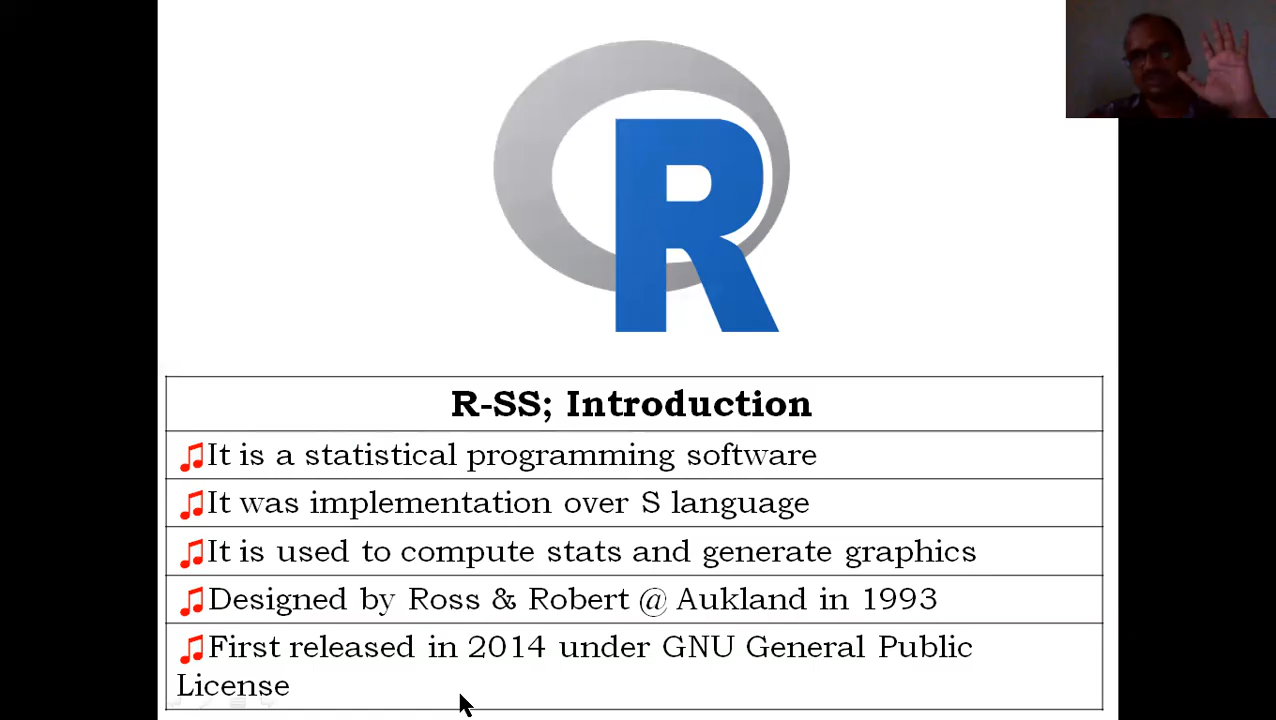 R
R-SS; Introduction
♫It is a statistical programming software
♫It was implementation over S language
♫It is used to compute stats and generate graphics
♫Designed by Ross & Robert @ Aukland in 1993
♫First released in 2014 under GNU General Public
License